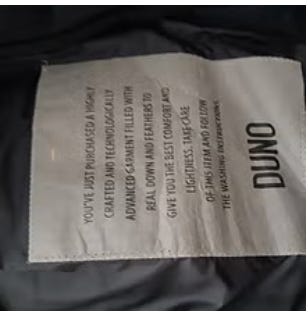 YOU'VE JUST PURCHASED A HIGHLY
CRAFTED AND TECHNOLOGICALLY
ADVANCED GARMENT FILLED WITH
REAL DOWN AND FEATHERS TO
GIVE YOU THE BEST COMFORT AND
LIGHTNESS. TAKE CARE
OF THIS ITEM AND FOLLOW
THE WASHING INSTRUCTIONS.
DUNO